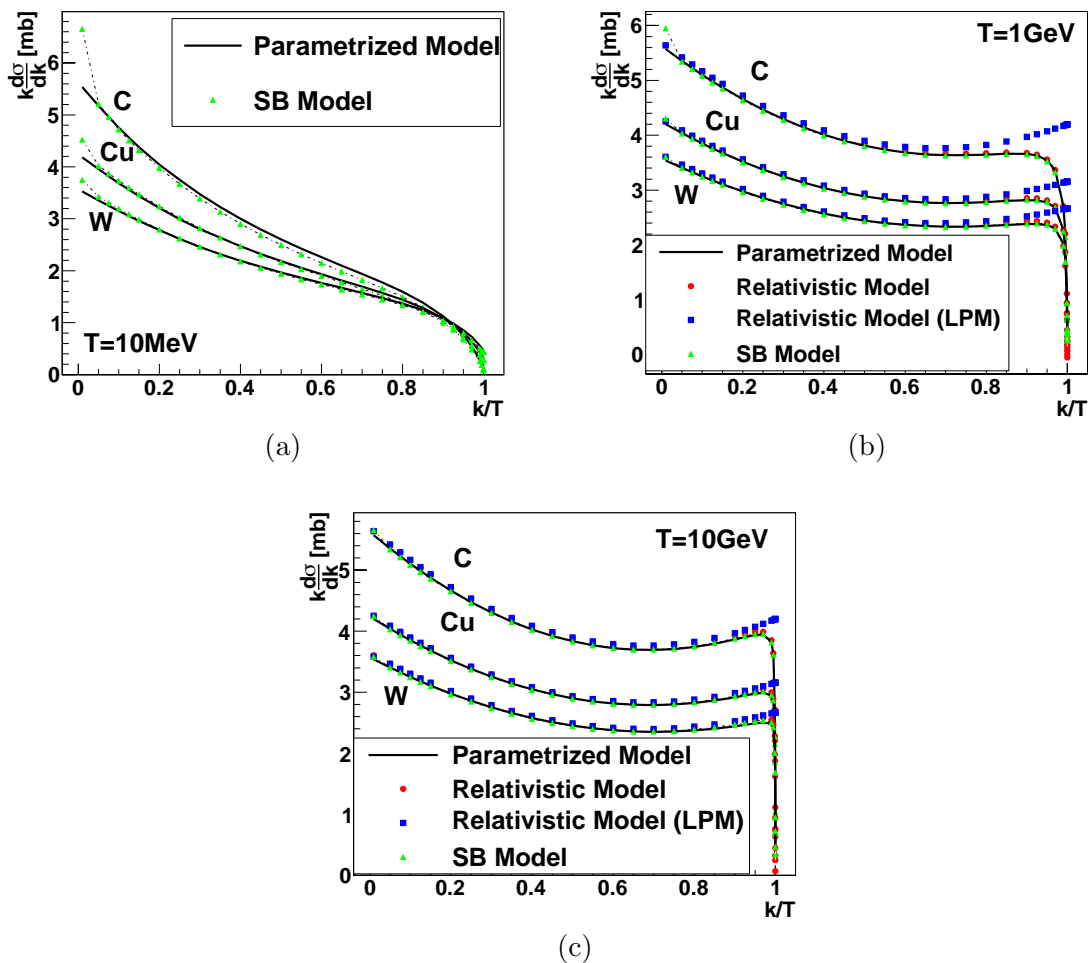 k dσ/dk [mb]
6
5
4
3
2
1
0
Parametrized Model
SB Model
C
Cu
W
T=10MeV
0 0.2 0.4 0.6 0.8 1
k/T
(a)
k dσ/dk [mb]
6
5
4
3
2
1
0
T=1GeV
C
Cu
W
Parametrized Model
Relativistic Model
Relativistic Model (LPM)
SB Model
0 0.2 0.4 0.6 0.8 1
k/T
(b)
k dσ/dk [mb]
5
4
3
2
1
0
T=10GeV
C
Cu
W
Parametrized Model
Relativistic Model
Relativistic Model (LPM)
SB Model
0 0.2 0.4 0.6 0.8 1
k/T
(c)